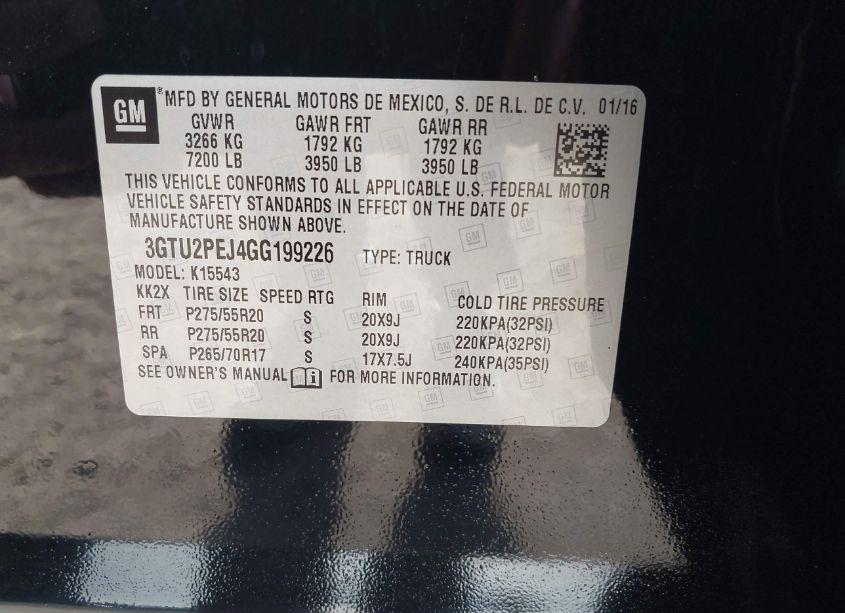 GM ® MFD BY GENERAL MOTORS DE MEXICO, S. DE R.L. DE C.V. 01/16
GVWR GAWR FRT GAWR RR
3266 KG 1792 KG 1792 KG
7200 LB 3950 LB 3950 LB
THIS VEHICLE CONFORMS TO ALL APPLICABLE U.S. FEDERAL MOTOR
VEHICLE SAFETY STANDARDS IN EFFECT ON THE DATE OF
MANUFACTURE SHOWN ABOVE.
3GTU2PEJ4GG199226 TYPE: TRUCK
MODEL: K15543
KK2X TIRE SIZE SPEED RTG RIM COLD TIRE PRESSURE
FRT P275/55R20 S 20X9J 220KPA(32PSI)
RR P275/55R20 S 20X9J 220KPA(32PSI)
SPA P265/70R17 S 17X7.5J 240KPA(35PSI)
SEE OWNER'S MANUAL i FOR MORE INFORMATION.